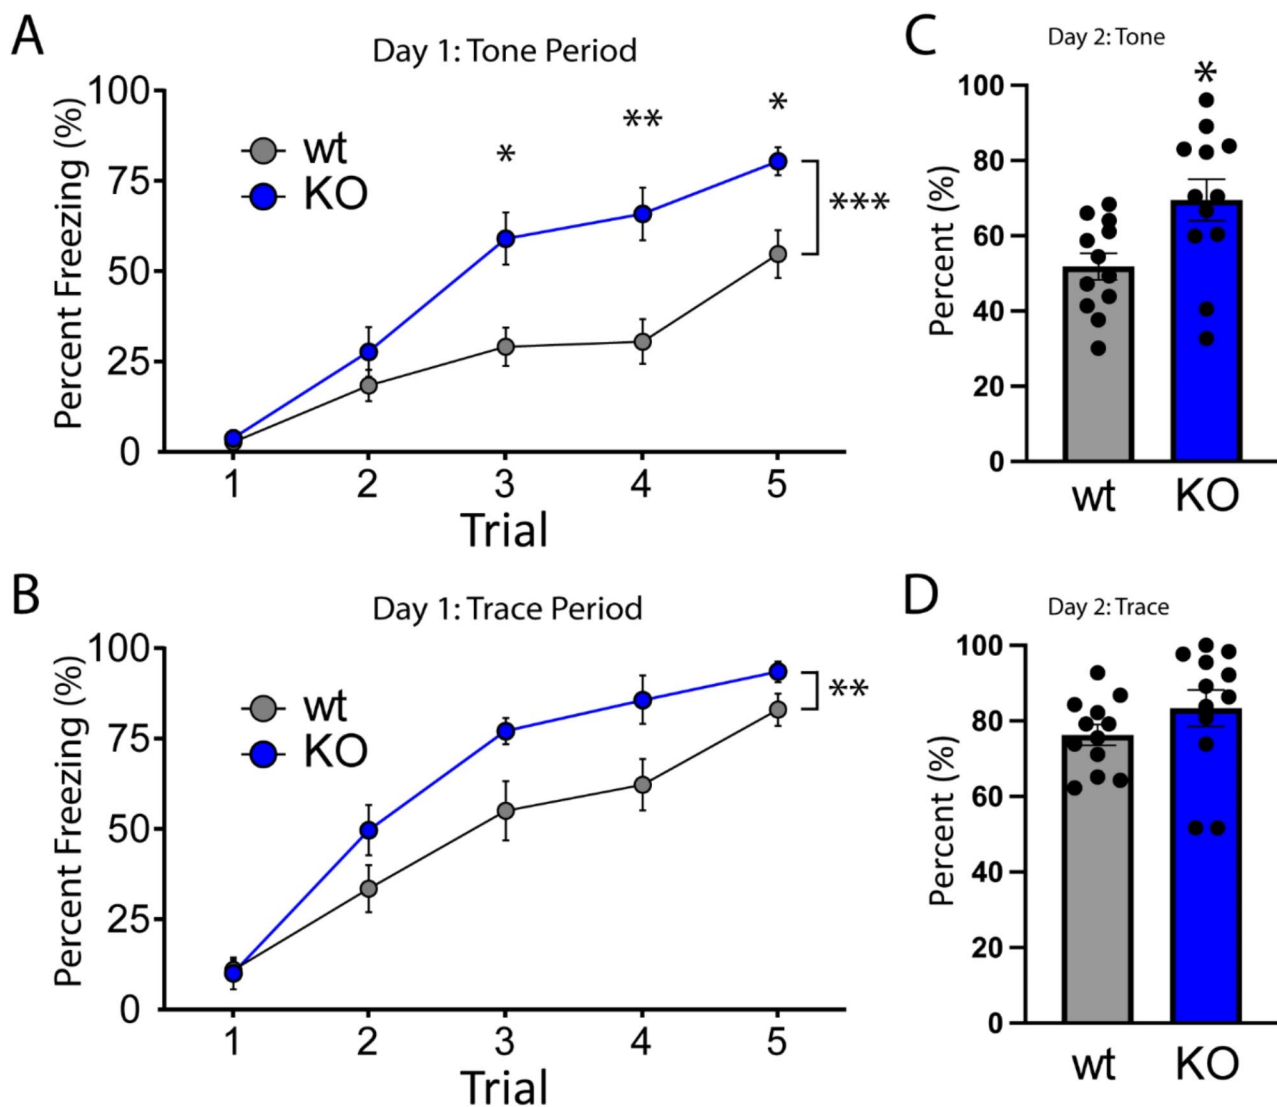 A
Day 1: Tone Period
Percent Freezing (%)
100
75
50
25
0
wt
KO
*
**
*
***
1 2 3 4 5
Trial
C
Day 2: Tone
*
Percent (%)
100
80
60
40
20
0
wt KO
B
Day 1: Trace Period
Percent Freezing (%)
100
75
50
25
0
wt
KO
**
1 2 3 4 5
Trial
D
Day 2: Trace
Percent (%)
100
80
60
40
20
0
wt KO